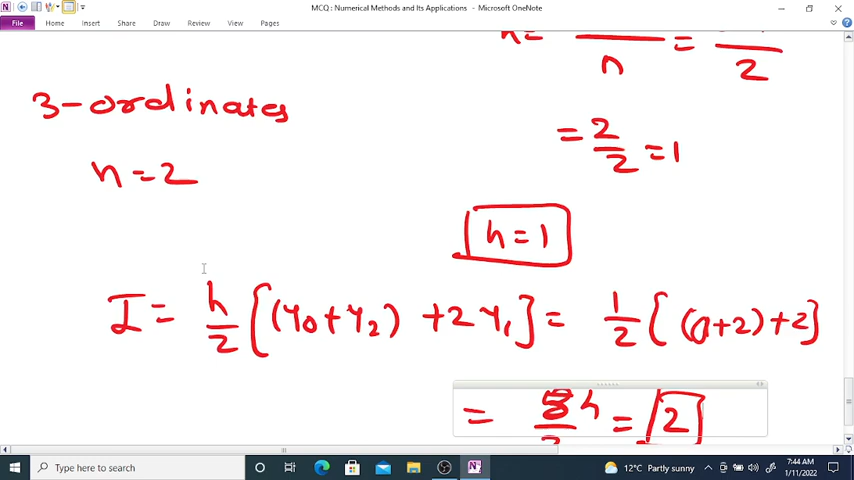 MCQ : Numerical Methods and Its Applications - Microsoft OneNote
File Home Insert Draw Review View Pages
h= /n = /2
3-ordinates
= 2/2 = 1
n=2
h=1
I = h/2 [(y0+y2) + 2y1] = 1/2 [(0+2)+2]
= = 2
Type here to search
12°C Partly sunny
7:44 AM
1/11/2022